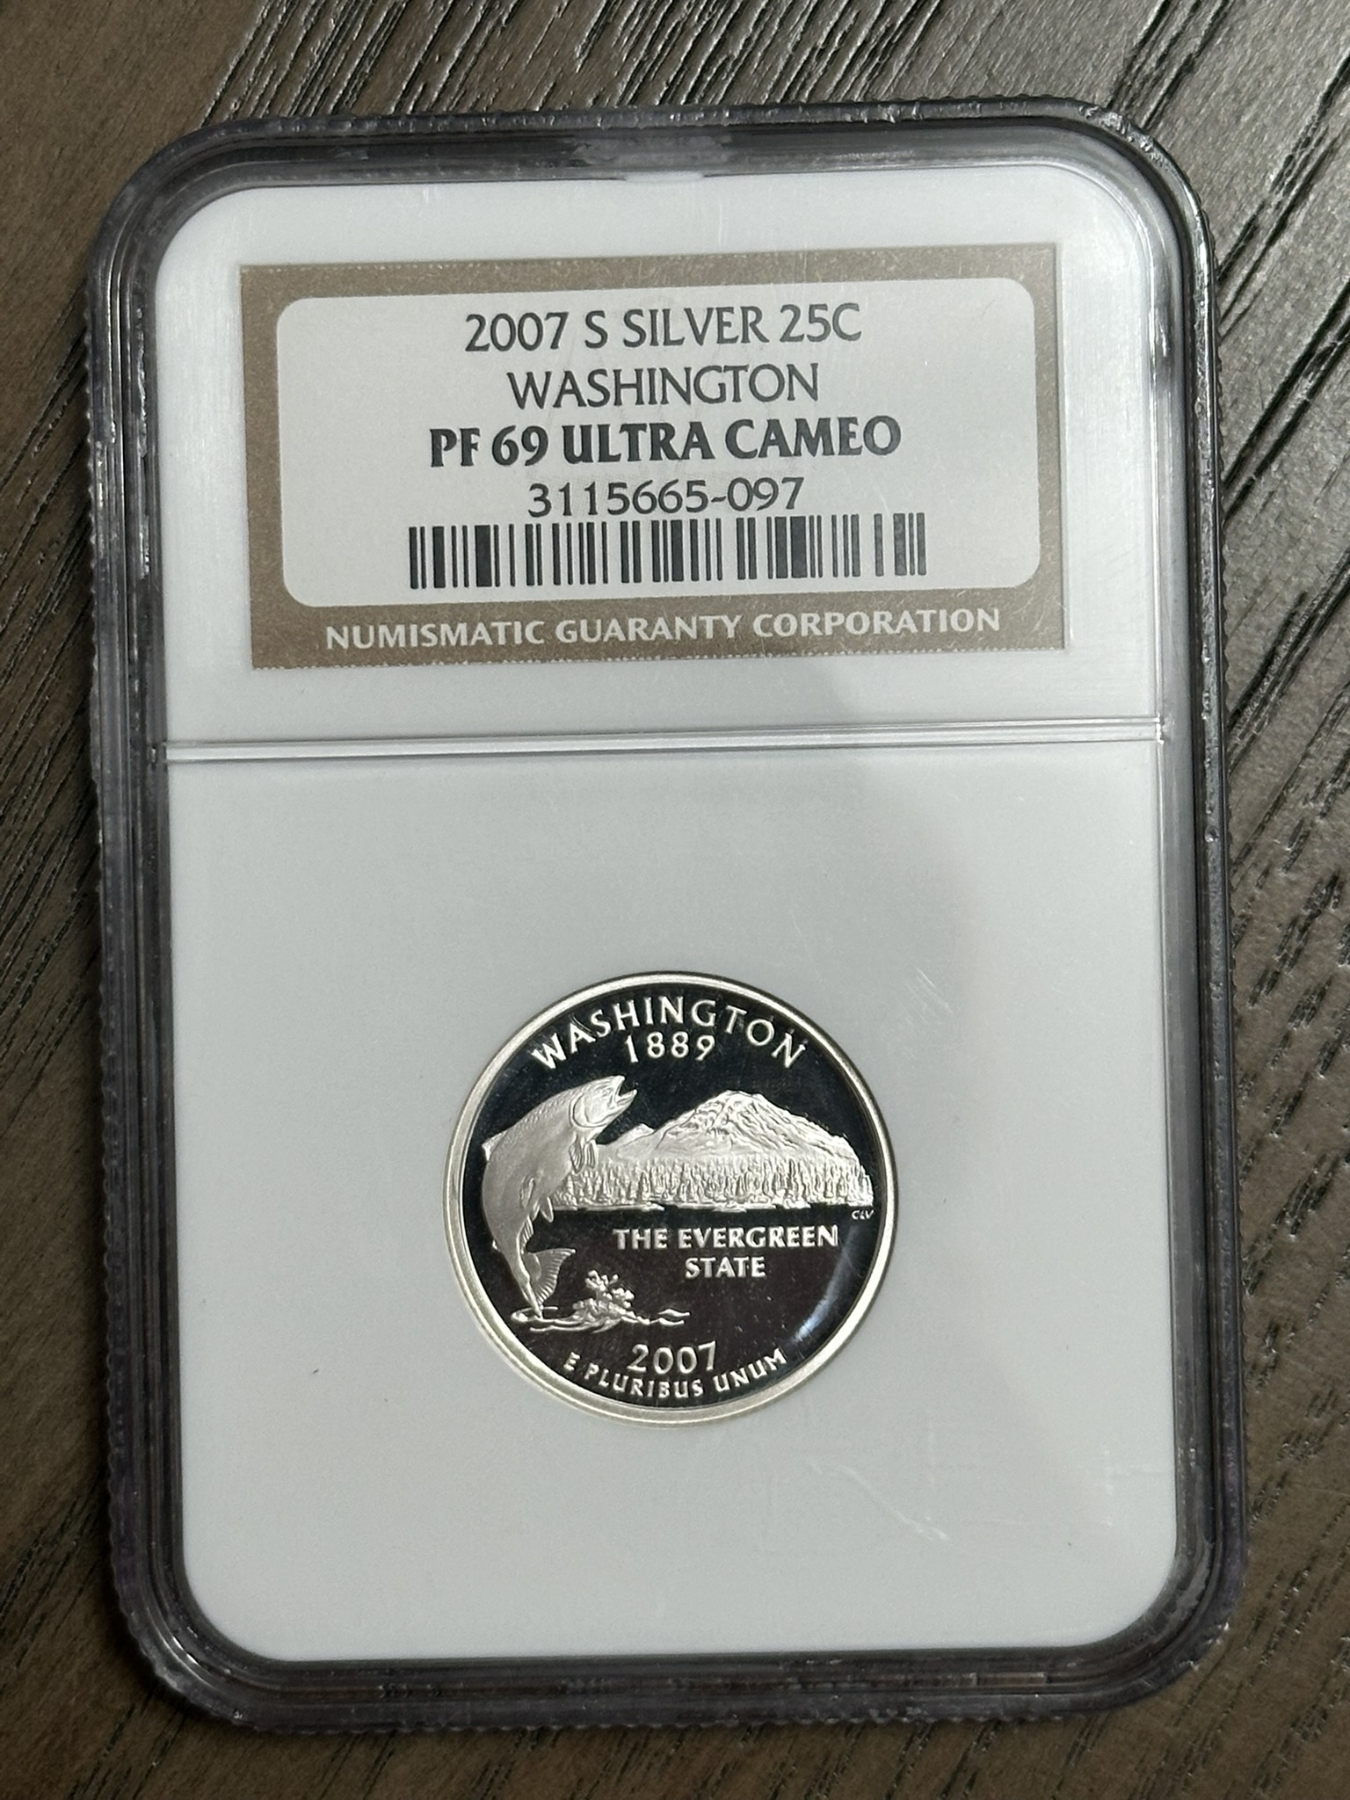 2007 S SILVER 25C
WASHINGTON
PF 69 ULTRA CAMEO
3115665-097
NUMISMATIC GUARANTY CORPORATION
WASHINGTON
1889
CLV
THE EVERGREEN
STATE
2007
E PLURIBUS UNUM